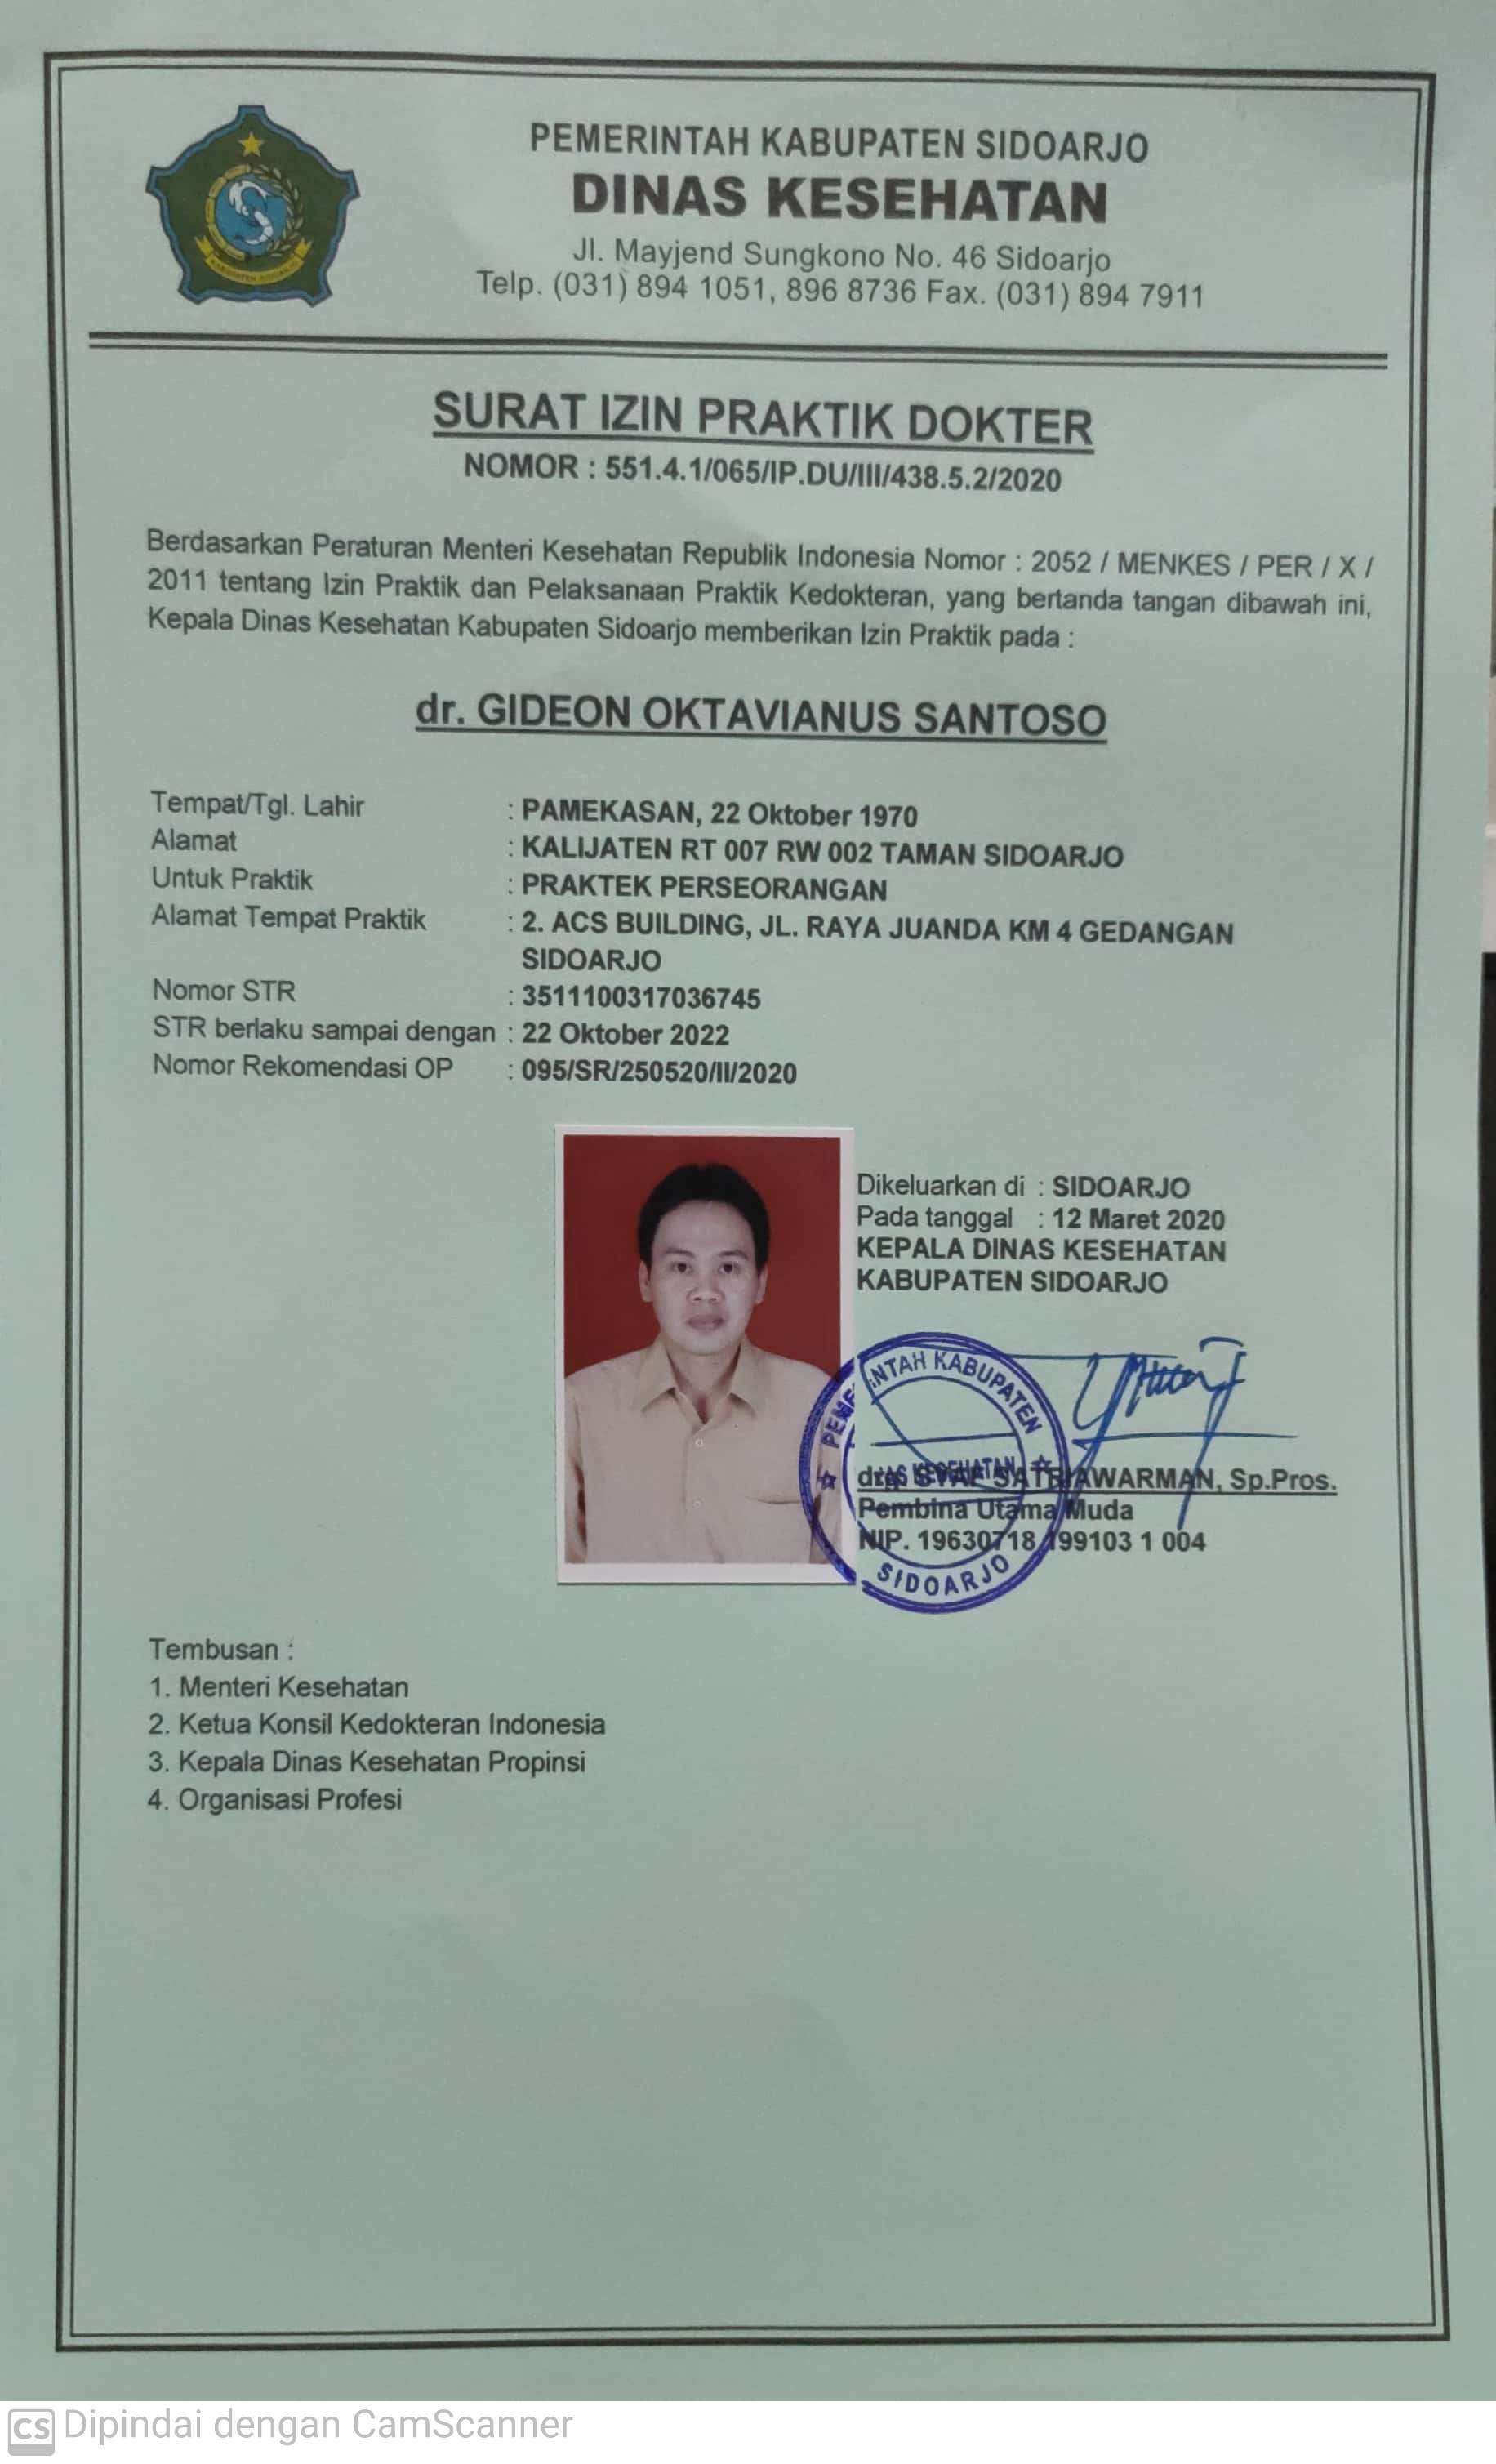 PEMERINTAH KABUPATEN SIDOARJO
DINAS KESEHATAN
Jl. Mayjend Sungkono No. 46 Sidoarjo
Telp. (031) 894 1051, 896 8736 Fax. (031) 894 7911
KABUPATEN SIDOARJO
SURAT IZIN PRAKTIK DOKTER
NOMOR : 551.4.1/065/IP.DU/III/438.5.2/2020
Berdasarkan Peraturan Menteri Kesehatan Republik Indonesia Nomor : 2052 / MENKES / PER / X /
2011 tentang Izin Praktik dan Pelaksanaan Praktik Kedokteran, yang bertanda tangan dibawah ini,
Kepala Dinas Kesehatan Kabupaten Sidoarjo memberikan Izin Praktik pada :
dr. GIDEON OKTAVIANUS SANTOSO
Tempat/Tgl. Lahir : PAMEKASAN, 22 Oktober 1970
Alamat : KALIJATEN RT 007 RW 002 TAMAN SIDOARJO
Untuk Praktik : PRAKTEK PERSEORANGAN
Alamat Tempat Praktik : 2. ACS BUILDING, JL. RAYA JUANDA KM 4 GEDANGAN
SIDOARJO
Nomor STR : 3511100317036745
STR berlaku sampai dengan : 22 Oktober 2022
Nomor Rekomendasi OP : 095/SR/250520/II/2020
Dikeluarkan di : SIDOARJO
Pada tanggal : 12 Maret 2020
KEPALA DINAS KESEHATAN
KABUPATEN SIDOARJO
NTAH KABUPATEN
drg. SATRIAWARMAN, Sp.Pros.
Pembina Utama Muda
NIP. 19630718 199103 1 004
SIDOARJO
Tembusan :
1. Menteri Kesehatan
2. Ketua Konsil Kedokteran Indonesia
3. Kepala Dinas Kesehatan Propinsi
4. Organisasi Profesi
CS Dipindai dengan CamScanner